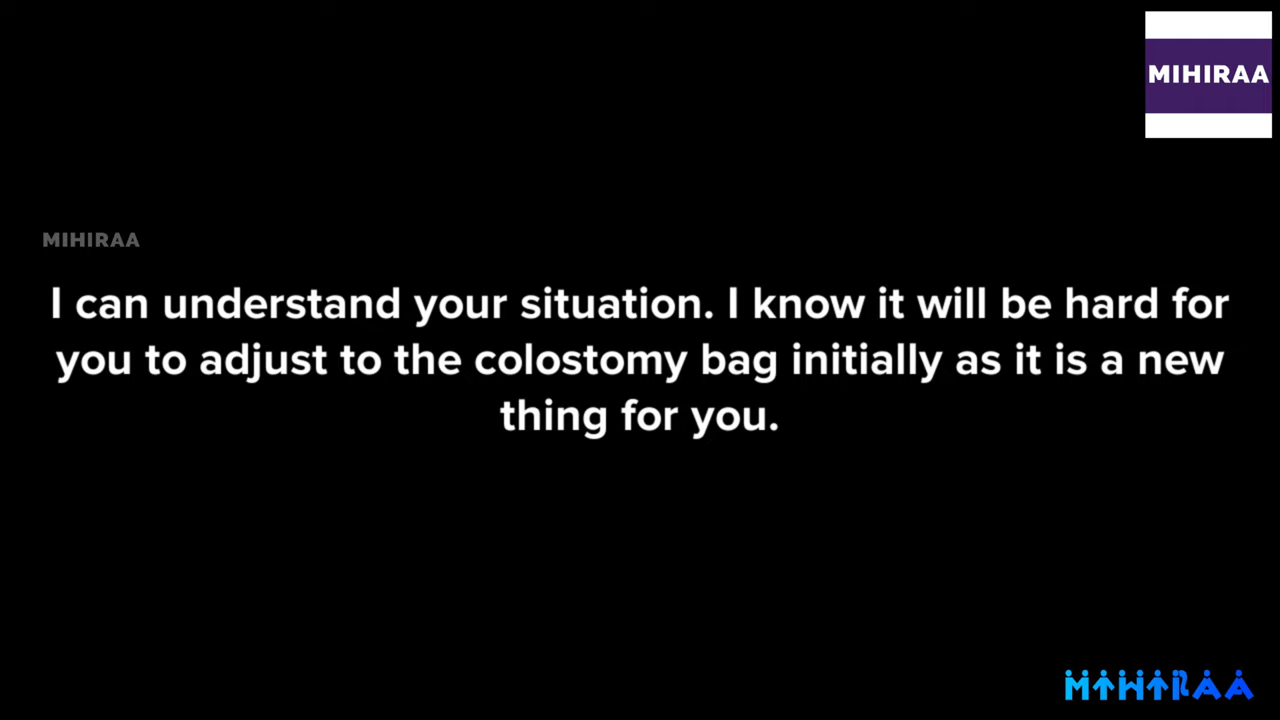 MIHIRAA
MIHIRAA
I can understand your situation. I know it will be hard for
you to adjust to the colostomy bag initially as it is a new
thing for you.
MIHIRAA